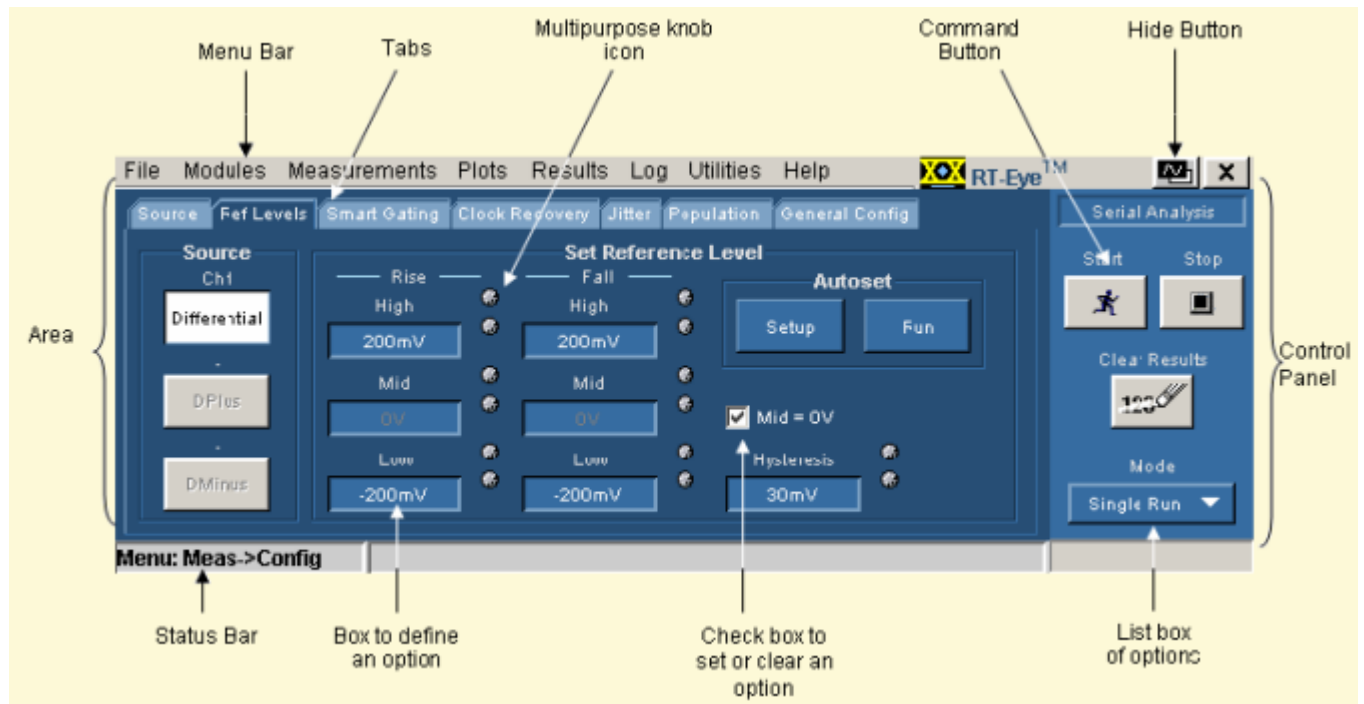 Multipurpose knob
icon
Command
Button
Hide Button
Menu Bar
Tabs
File Modules Measurements Plots Results Log Utilities Help
RT-Eye™
Source Ref Levels Smart Gating Clock Recovery Jitter Population General Config
Serial Analysis
Source
Ch1
Differential
DPlus
DMinus
Set Reference Level
Rise
High
200mV
Mid
0V
Low
-200mV
Fall
High
200mV
Mid
0V
Low
-200mV
Autoset
Setup
Run
Mid = 0V
Hysteresis
30mV
Start
Stop
Clear Results
123
Mode
Single Run
Area
Control
Panel
Menu: Meas->Config
Status Bar
Box to define
an option
Check box to
set or clear an
option
List box
of options